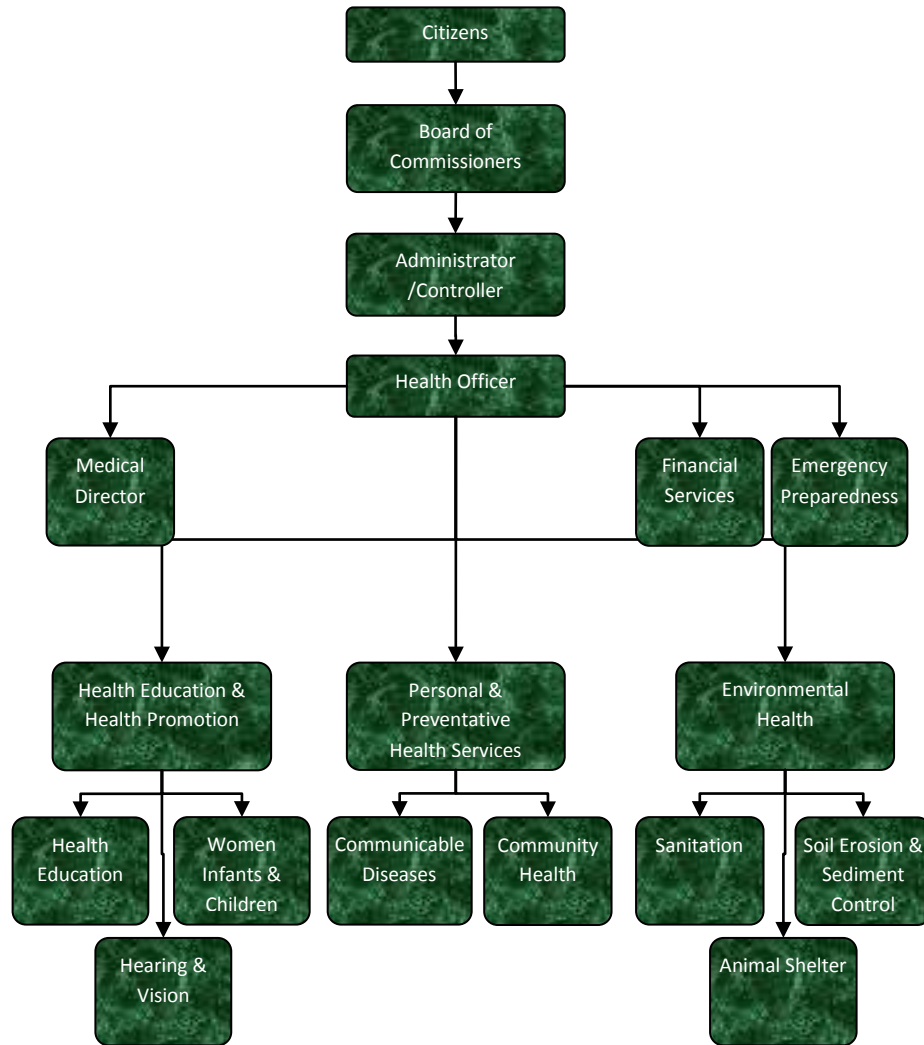 Citizens
Board of
Commissioners
Administrator
/Controller
Health Officer
Medical
Director
Financial
Services
Emergency
Preparedness
Health Education &
Health Promotion
Personal &
Preventative
Health Services
Environmental
Health
Health
Education
Women
Infants &
Children
Communicable
Diseases
Community
Health
Sanitation
Soil Erosion &
Sediment
Control
Hearing &
Vision
Animal Shelter